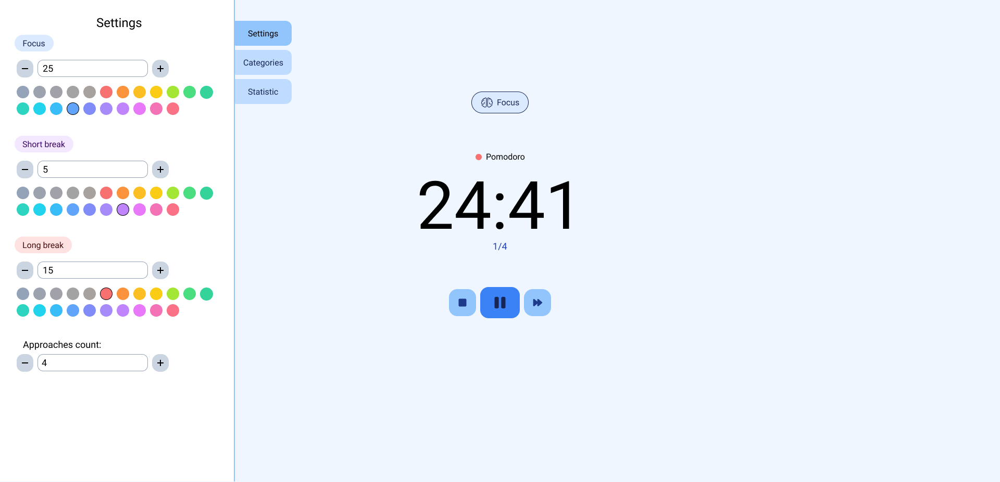 Settings
Focus
25
Short break
5
Long break
15
Approaches count:
4
Settings
Categories
Statistic
Focus
Pomodoro
24:41
1/4